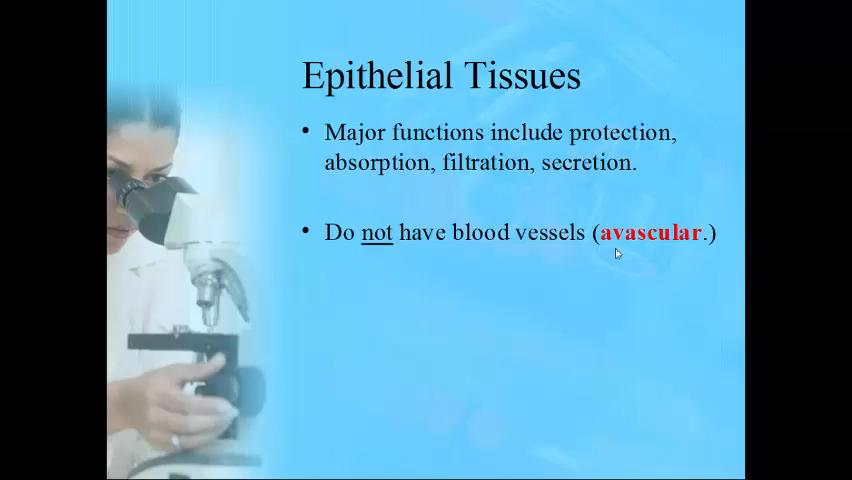 Epithelial Tissues
• Major functions include protection,
absorption, filtration, secretion.
• Do not have blood vessels (avascular.)